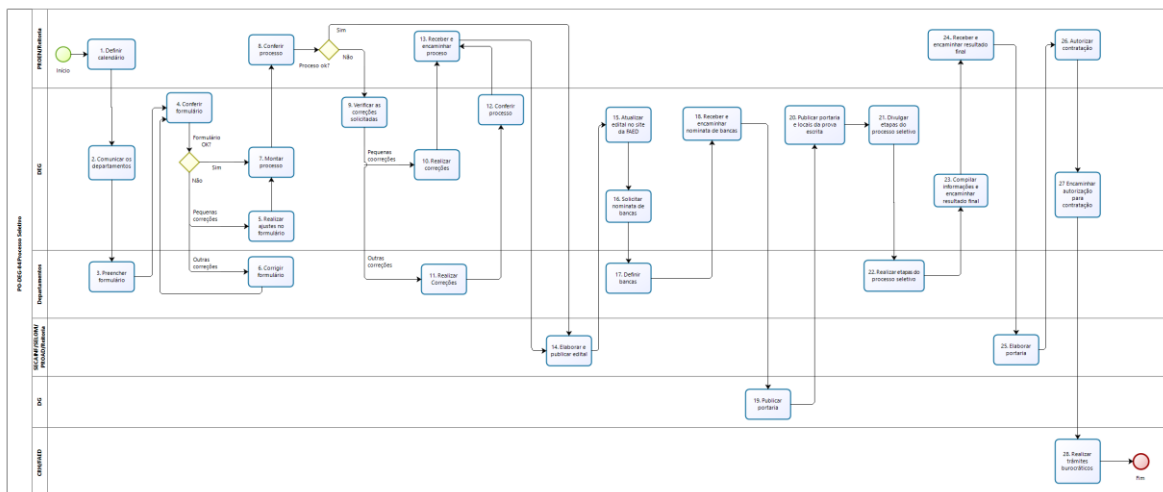 PO-DEG-04 Processo Seletivo
PROEN/Reitoria
Início
1. Definir
calendário
8. Conferir
processo
Proceso ok?
Sim
Não
13. Receber e
encaminhar
proceso
24. Receber e
encaminhar resultado
final
26. Autorizar
contratação
DEG
2. Comunicar os
departamentos
4. Conferir
formulário
Formulário
OK?
Sim
Não
7. Montar
processo
Pequenas
correções
5. Realizar
ajustes no
formulário
Outras
correções
9. Verificar as
correções
solicitadas
Pequenas
coorreções
10. Realizar
correções
12. Conferir
processo
Outras
correções
15. Atualizar
edital no site
da FAED
16. Solicitar
nominata de
bancas
18. Receber e
encaminhar
nominata de bancas
20. Publicar portaria
e locais da prova
escrita
21. Divulgar
etapas do
processo seletivo
23. Compilar
informações e
encaminhar
resultado final
27 Encaminhar
autorização
para
contratação
Departamentos
3. Preencher
formulário
6. Corrigir
formulário
11. Realizar
Correções
17. Definir
bancas
22. Realizar etapas do
processo seletivo
PROAD/Reitoria
14. Elaborar e
publicar edital
25. Elaborar
portaria
DG
19. Publicar
portaria
CRH/FAED
28. Realizar
trâmites
burocráticos
Fim